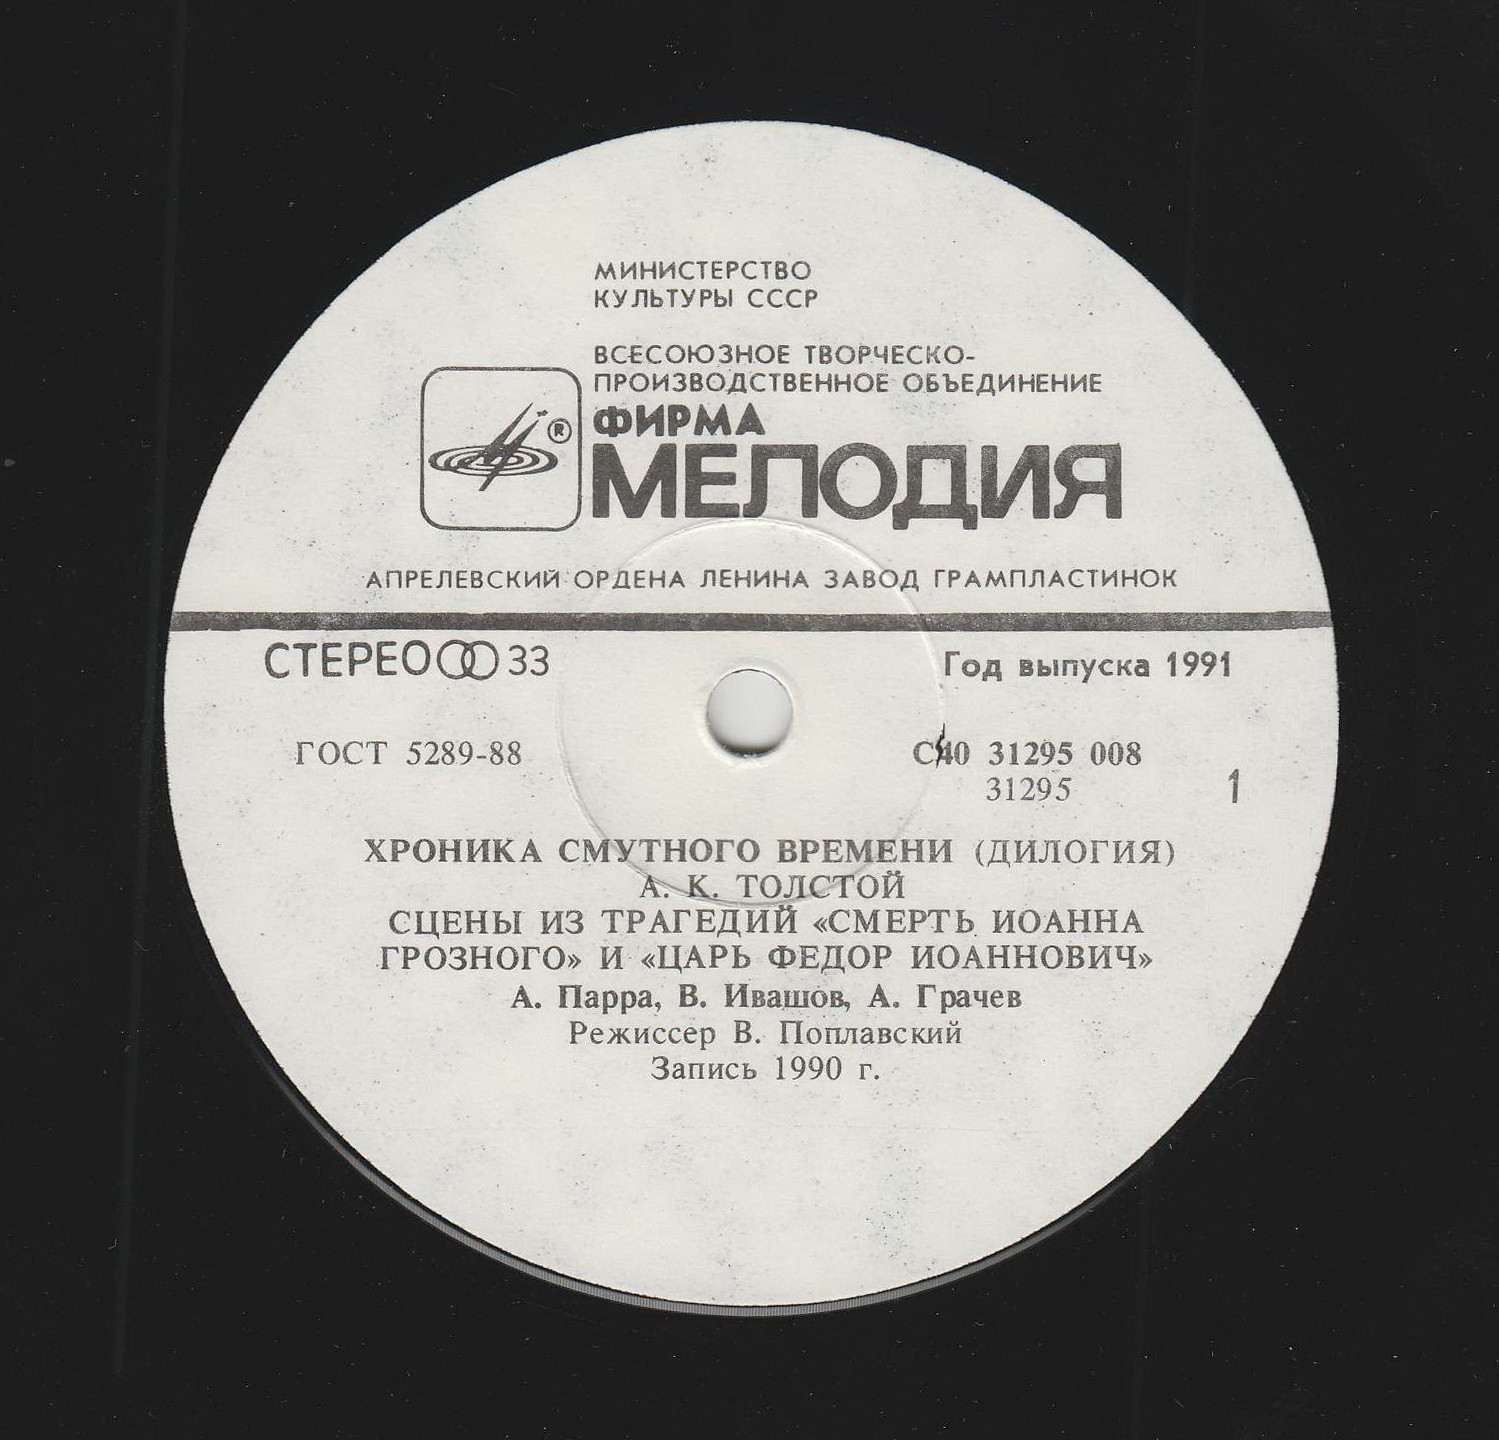 МИНИСТЕРСТВО
КУЛЬТУРЫ СССР
ВСЕСОЮЗНОЕ ТВОРЧЕСКО-
ПРОИЗВОДСТВЕННОЕ ОБЪЕДИНЕНИЕ
ФИРМА
®
МЕЛОДИЯ
АПРЕЛЕВСКИЙ ОРДЕНА ЛЕНИНА ЗАВОД ГРАМПЛАСТИНОК
СТЕРЕО 33
Год выпуска 1991
ГОСТ 5289-88
С40 31295 008
31295
1
ХРОНИКА СМУТНОГО ВРЕМЕНИ (ДИЛОГИЯ)
А. К. ТОЛСТОЙ
СЦЕНЫ ИЗ ТРАГЕДИЙ «СМЕРТЬ ИОАННА
ГРОЗНОГО» И «ЦАРЬ ФЕДОР ИОАННОВИЧ»
А. Парра, В. Ивашов, А. Грачев
Режиссер В. Поплавский
Запись 1990 г.